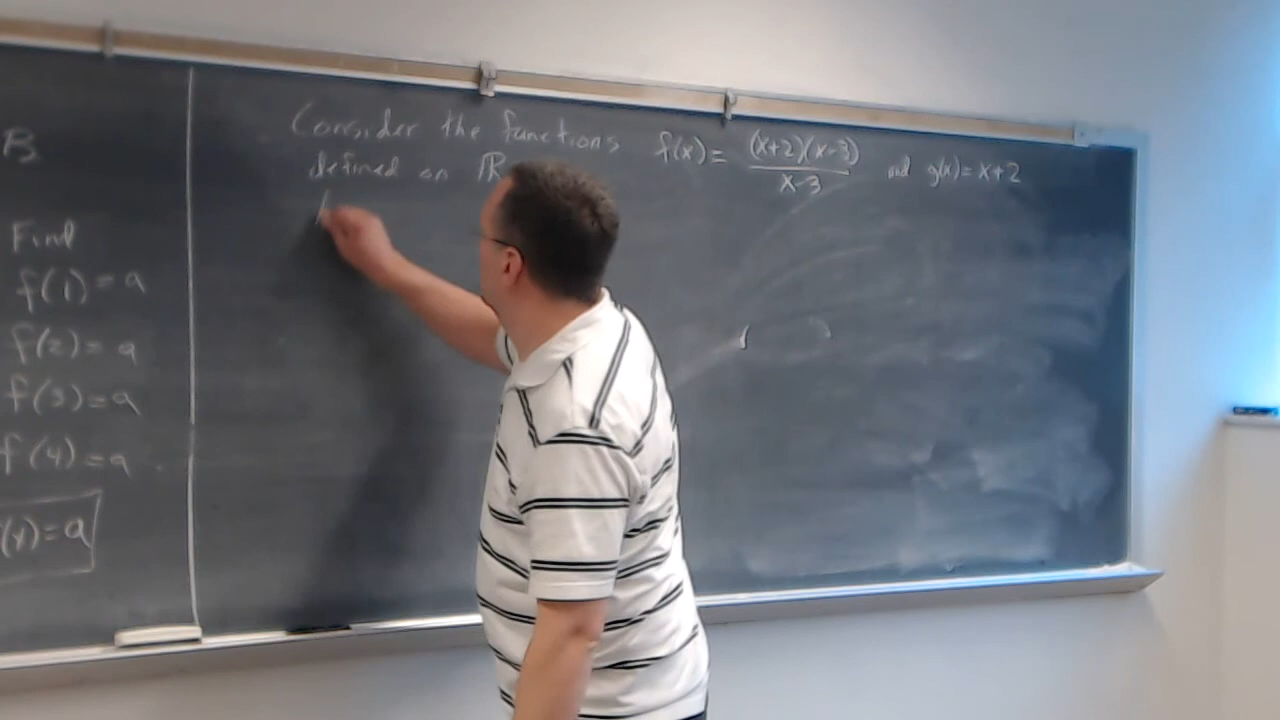 B
Find
f(1) = a
f(2) = a
f(3) = a
f(4) = a
(x) = a
Consider the functions f(x) = (x+2)(x-3) / x-3 and g(x) = x+2
defined on ℝ